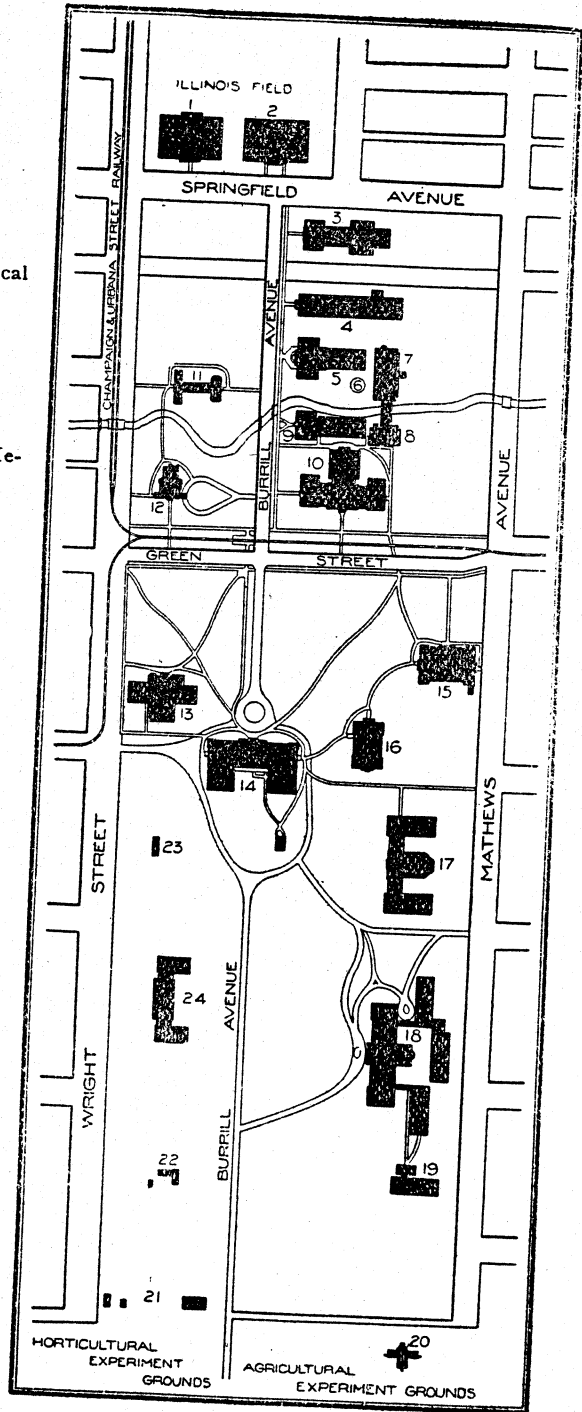 ILLINOIS FIELD
1
2
SPRINGFIELD AVENUE
CHAMPAIGN & URBANA STREET RAILWAY
3
cal
4
AVENUE
7
11
5
6
9
8
10
BURRILL
AVENUE
12
GREEN STREET
15
13
16
14
MATHEWS
23
STREET
17
24
AVENUE
18
WRIGHT
BURRILL
22
19
21
20
HORTICULTURAL
EXPERIMENT
GROUNDS
AGRICULTURAL
EXPERIMENT GROUNDS